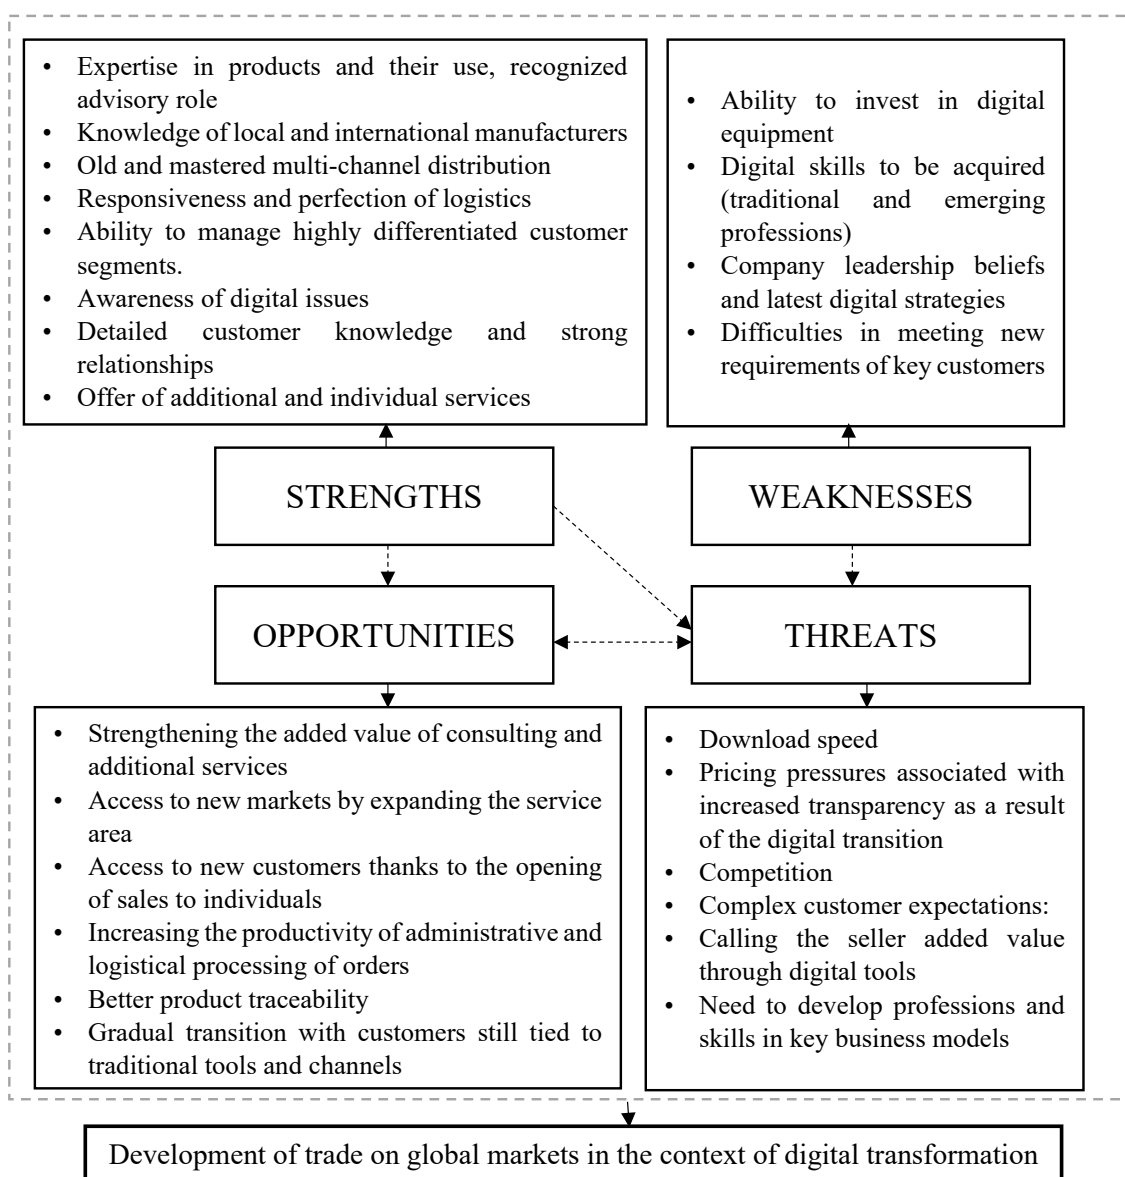 • Expertise in products and their use, recognized
advisory role
• Knowledge of local and international manufacturers
• Old and mastered multi-channel distribution
• Responsiveness and perfection of logistics
• Ability to manage highly differentiated customer
segments.
• Awareness of digital issues
• Detailed customer knowledge and strong
relationships
• Offer of additional and individual services
• Ability to invest in digital
equipment
• Digital skills to be acquired
(traditional and emerging
professions)
• Company leadership beliefs
and latest digital strategies
• Difficulties in meeting new
requirements of key customers
STRENGTHS
WEAKNESSES
OPPORTUNITIES
THREATS
• Strengthening the added value of consulting and
additional services
• Access to new markets by expanding the service
area
• Access to new customers thanks to the opening
of sales to individuals
• Increasing the productivity of administrative and
logistical processing of orders
• Better product traceability
• Gradual transition with customers still tied to
traditional tools and channels
• Download speed
• Pricing pressures associated with
increased transparency as a result
of the digital transition
• Competition
• Complex customer expectations:
• Calling the seller added value
through digital tools
• Need to develop professions and
skills in key business models
Development of trade on global markets in the context of digital transformation